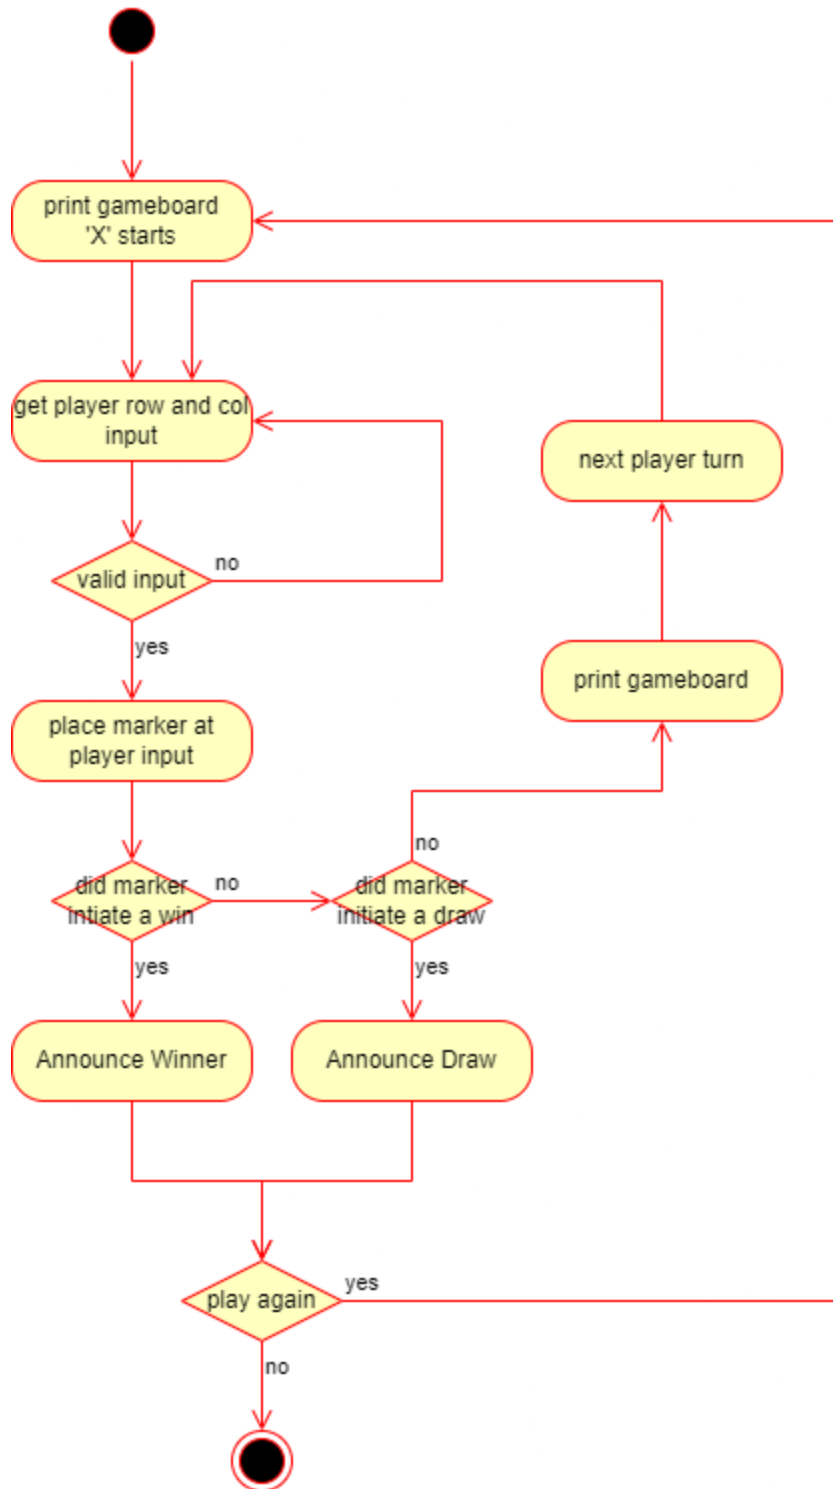 print gameboard
'X' starts
get player row and col
input
next player turn
valid input
no
yes
print gameboard
place marker at
player input
no
did marker
intiate a win
no
did marker
initiate a draw
yes
yes
Announce Winner
Announce Draw
play again
yes
no